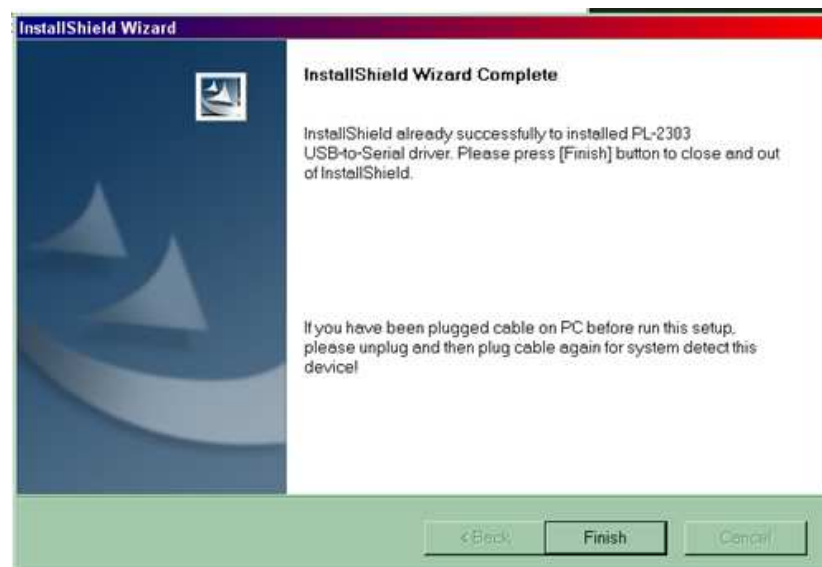 InstallShield Wizard
InstallShield Wizard Complete
InstallShield already successfully to installed PL-2303
USB-to-Serial driver. Please press [Finish] button to close and out
of InstallShield.
If you have been plugged cable on PC before run this setup,
please unplug and then plug cable again for system detect this
device!
< Back
Finish
Cancel